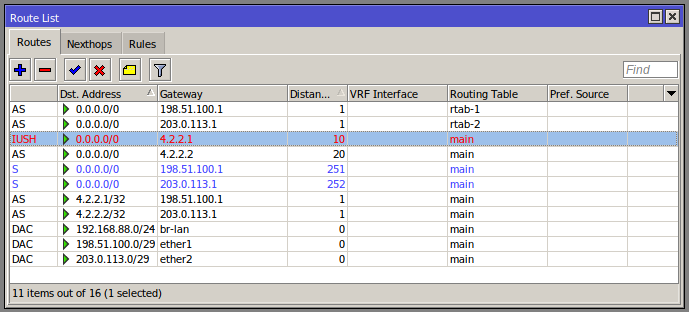 Route List
Routes Nexthops Rules
Find
Dst. Address Gateway Distan... VRF Interface Routing Table Pref. Source
AS 0.0.0.0/0 198.51.100.1 1 rtab-1
AS 0.0.0.0/0 203.0.113.1 1 rtab-2
IUSH 0.0.0.0/0 4.2.2.1 10 main
AS 0.0.0.0/0 4.2.2.2 20 main
S 0.0.0.0/0 198.51.100.1 251 main
S 0.0.0.0/0 203.0.113.1 252 main
AS 4.2.2.1/32 198.51.100.1 1 main
AS 4.2.2.2/32 203.0.113.1 1 main
DAC 192.168.88.0/24 br-lan 0 main
DAC 198.51.100.0/29 ether1 0 main
DAC 203.0.113.0/29 ether2 0 main
11 items out of 16 (1 selected)